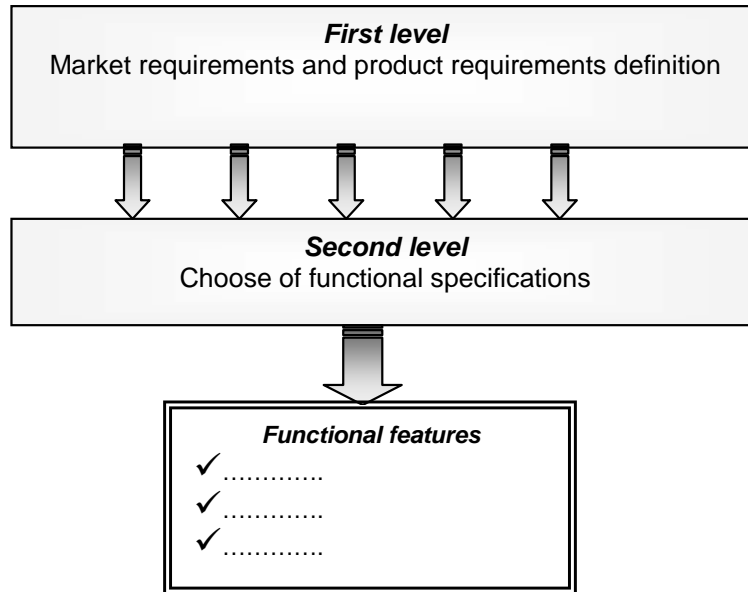 First level
Market requirements and product requirements definition
Second level
Choose of functional specifications
Functional features
✓ ………….
✓ ………….
✓ ………….